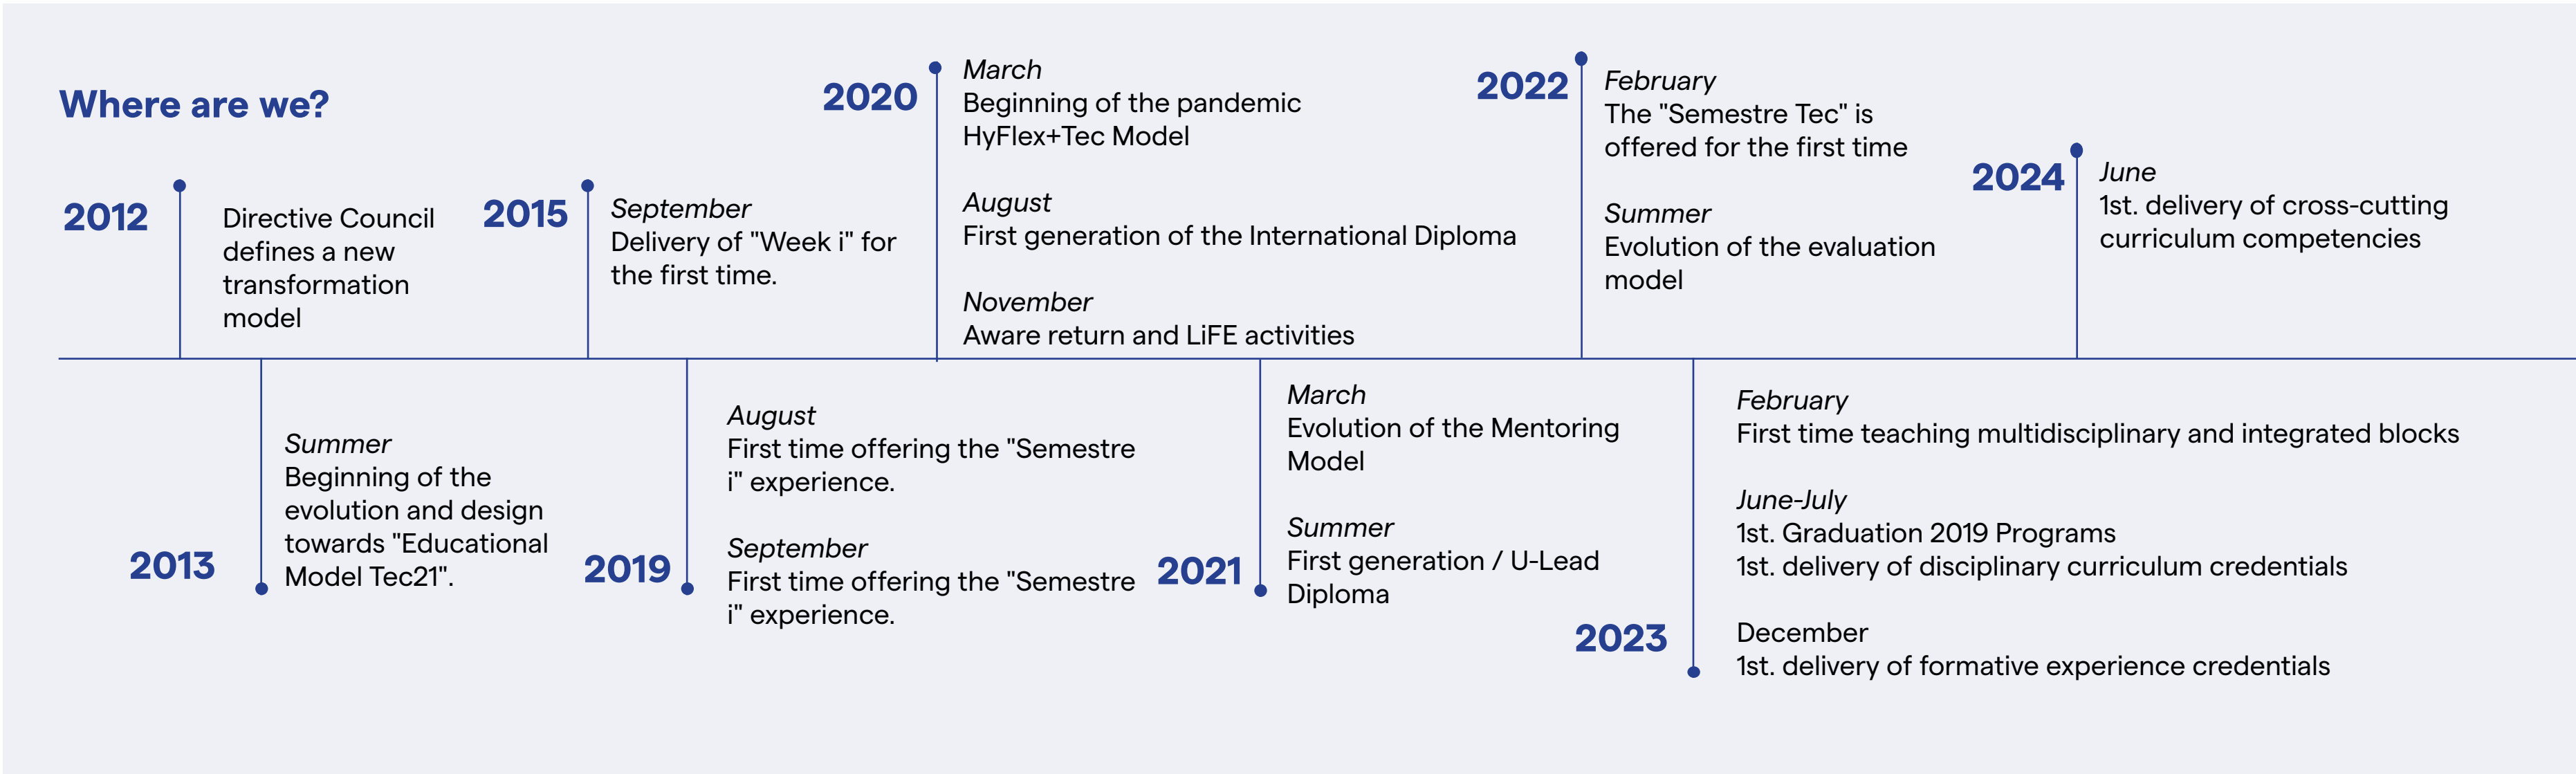 Where are we?
2012
Directive Council
defines a new
transformation
model
2013
Summer
Beginning of the
evolution and design
towards "Educational
Model Tec21".
2015
September
Delivery of "Week i" for
the first time.
2019
August
First time offering the "Semestre
i" experience.
September
First time offering the "Semestre
i" experience.
2020
March
Beginning of the pandemic
HyFlex+Tec Model
August
First generation of the International Diploma
November
Aware return and LiFE activities
2021
March
Evolution of the Mentoring
Model
Summer
First generation / U-Lead
Diploma
2022
February
The "Semestre Tec" is
offered for the first time
Summer
Evolution of the evaluation
model
2023
February
First time teaching multidisciplinary and integrated blocks
June-July
1st. Graduation 2019 Programs
1st. delivery of disciplinary curriculum credentials
December
1st. delivery of formative experience credentials
2024
June
1st. delivery of cross-cutting
curriculum competencies